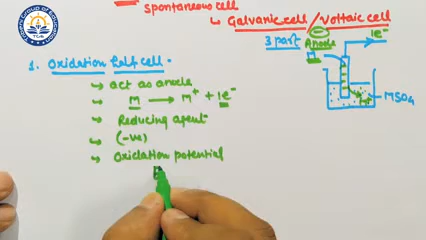 spontaneous cell
Galvanic cell / Voltaic cell
3 part
Anode
1e⁻
M
1. Oxidation half cell.
act as anode
M → M⁺ + 1e⁻
Reducing agent
(-ve)
Oxidation potential
E
M⁺
MSO₄
TCS